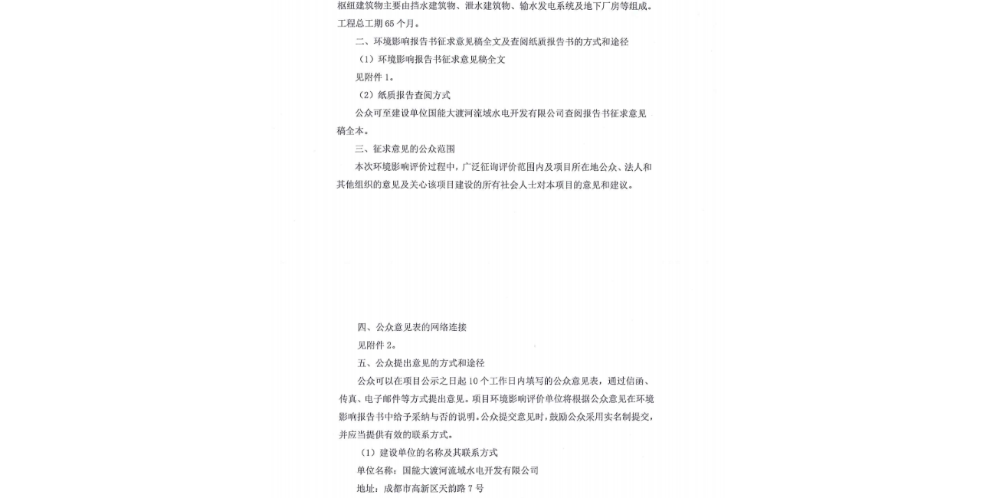 枢纽建筑物主要由挡水建筑物、泄水建筑物、输水发电系统及地下厂房等组成。
工程总工期 65 个月。
二、环境影响报告书征求意见稿全文及查阅纸质报告书的方式和途径
（1）环境影响报告书征求意见稿全文
见附件 1。
（2）纸质报告查阅方式
公众可至建设单位国能大渡河流域水电开发有限公司查阅报告书征求意见
稿全本。
三、征求意见的公众范围
本次环境影响评价过程中，广泛征询评价范围内及项目所在地公众、法人和
其他组织的意见及关心该项目建设的所有社会人士对本项目的意见和建议。
四、公众意见表的网络连接
见附件 2。
五、公众提出意见的方式和途径
公众可以在项目公示之日起 10 个工作日内填写的公众意见表，通过信函、
传真、电子邮件等方式提出意见。项目环境影响评价单位将根据公众意见在环境
影响报告书中给予采纳与否的说明。公众提交意见时，鼓励公众采用实名制提交，
并应当提供有效的联系方式。
（1）建设单位的名称及其联系方式
单位名称：国能大渡河流域水电开发有限公司
地址：成都市高新区天韵路 7 号